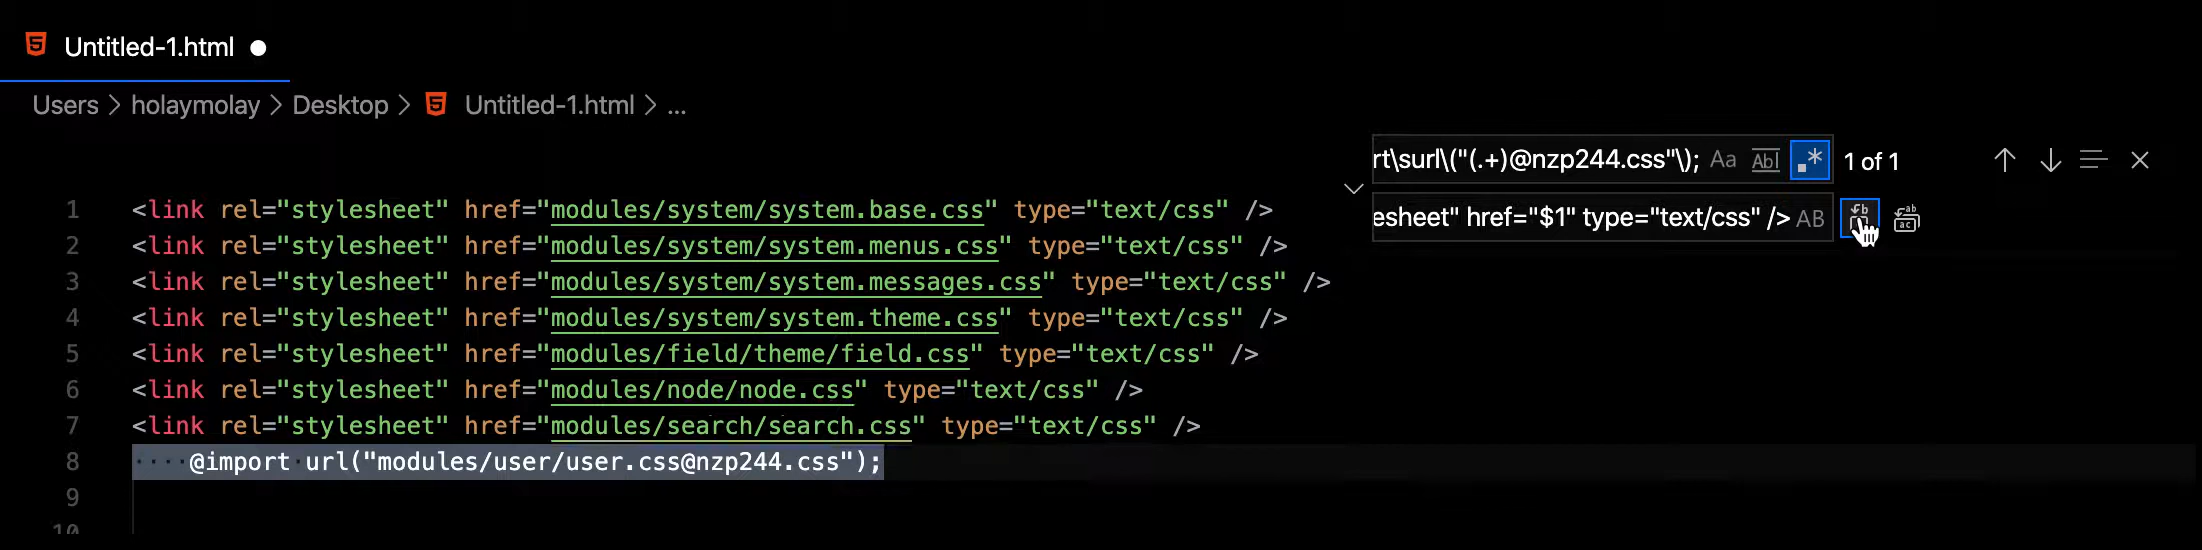 Untitled-1.html
Users > holaymolay > Desktop > Untitled-1.html > ...
rt\surl\("(.+)@nzp244.css"\); Aa Abl .* 1 of 1
esheet" href="$1" type="text/css" /> AB
1 <link rel="stylesheet" href="modules/system/system.base.css" type="text/css" />
2 <link rel="stylesheet" href="modules/system/system.menus.css" type="text/css" />
3 <link rel="stylesheet" href="modules/system/system.messages.css" type="text/css" />
4 <link rel="stylesheet" href="modules/system/system.theme.css" type="text/css" />
5 <link rel="stylesheet" href="modules/field/theme/field.css" type="text/css" />
6 <link rel="stylesheet" href="modules/node/node.css" type="text/css" />
7 <link rel="stylesheet" href="modules/search/search.css" type="text/css" />
8 @import url("modules/user/user.css@nzp244.css");
9
10